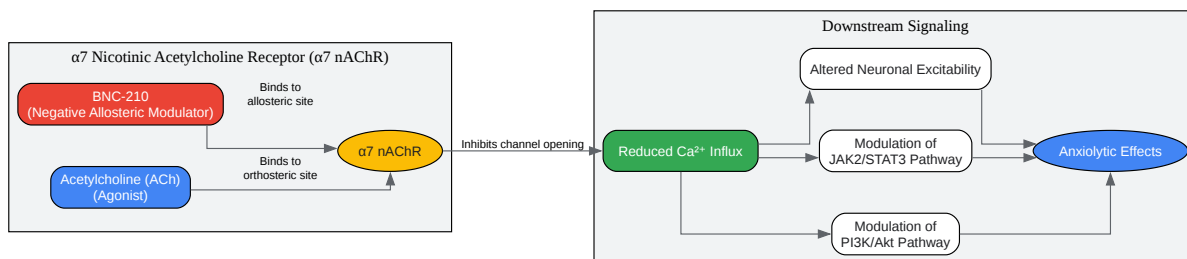 α7 Nicotinic Acetylcholine Receptor (α7 nAChR)
BNC-210
(Negative Allosteric Modulator)
Binds to
allosteric site
α7 nAChR
Binds to
orthosteric site
Acetylcholine (ACh)
(Agonist)
Inhibits channel opening
Downstream Signaling
Altered Neuronal Excitability
Reduced Ca²⁺ Influx
Modulation of
JAK2/STAT3 Pathway
Anxiolytic Effects
Modulation of
PI3K/Akt Pathway